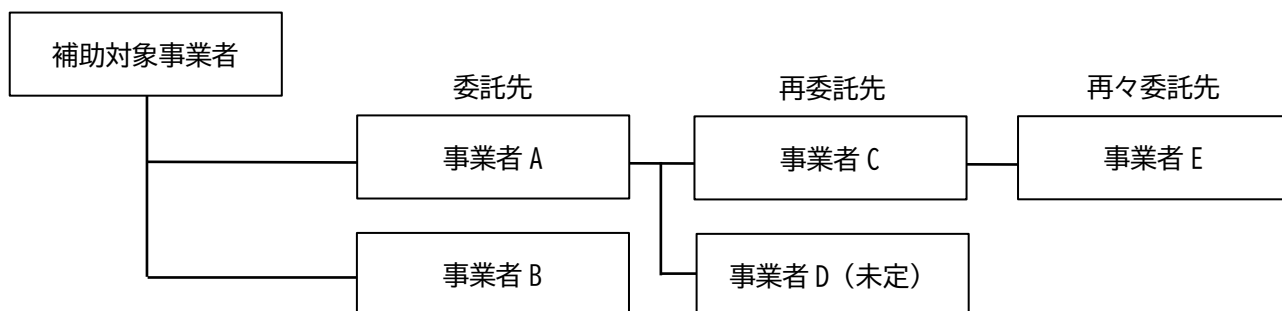 補助対象事業者
委託先
再委託先
再々委託先
事業者 A
事業者 C
事業者 E
事業者 B
事業者 D（未定）